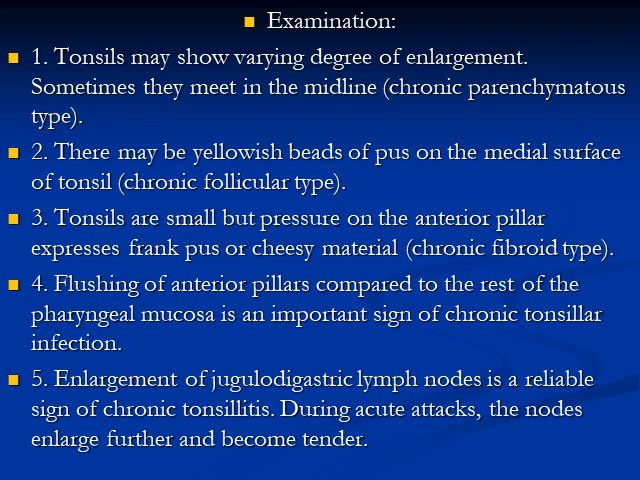 Examination:
1. Tonsils may show varying degree of enlargement.
Sometimes they meet in the midline (chronic parenchymatous
type).
2. There may be yellowish beads of pus on the medial surface
of tonsil (chronic follicular type).
3. Tonsils are small but pressure on the anterior pillar
expresses frank pus or cheesy material (chronic fibroid type).
4. Flushing of anterior pillars compared to the rest of the
pharyngeal mucosa is an important sign of chronic tonsillar
infection.
5. Enlargement of jugulodigastric lymph nodes is a reliable
sign of chronic tonsillitis. During acute attacks, the nodes
enlarge further and become tender.